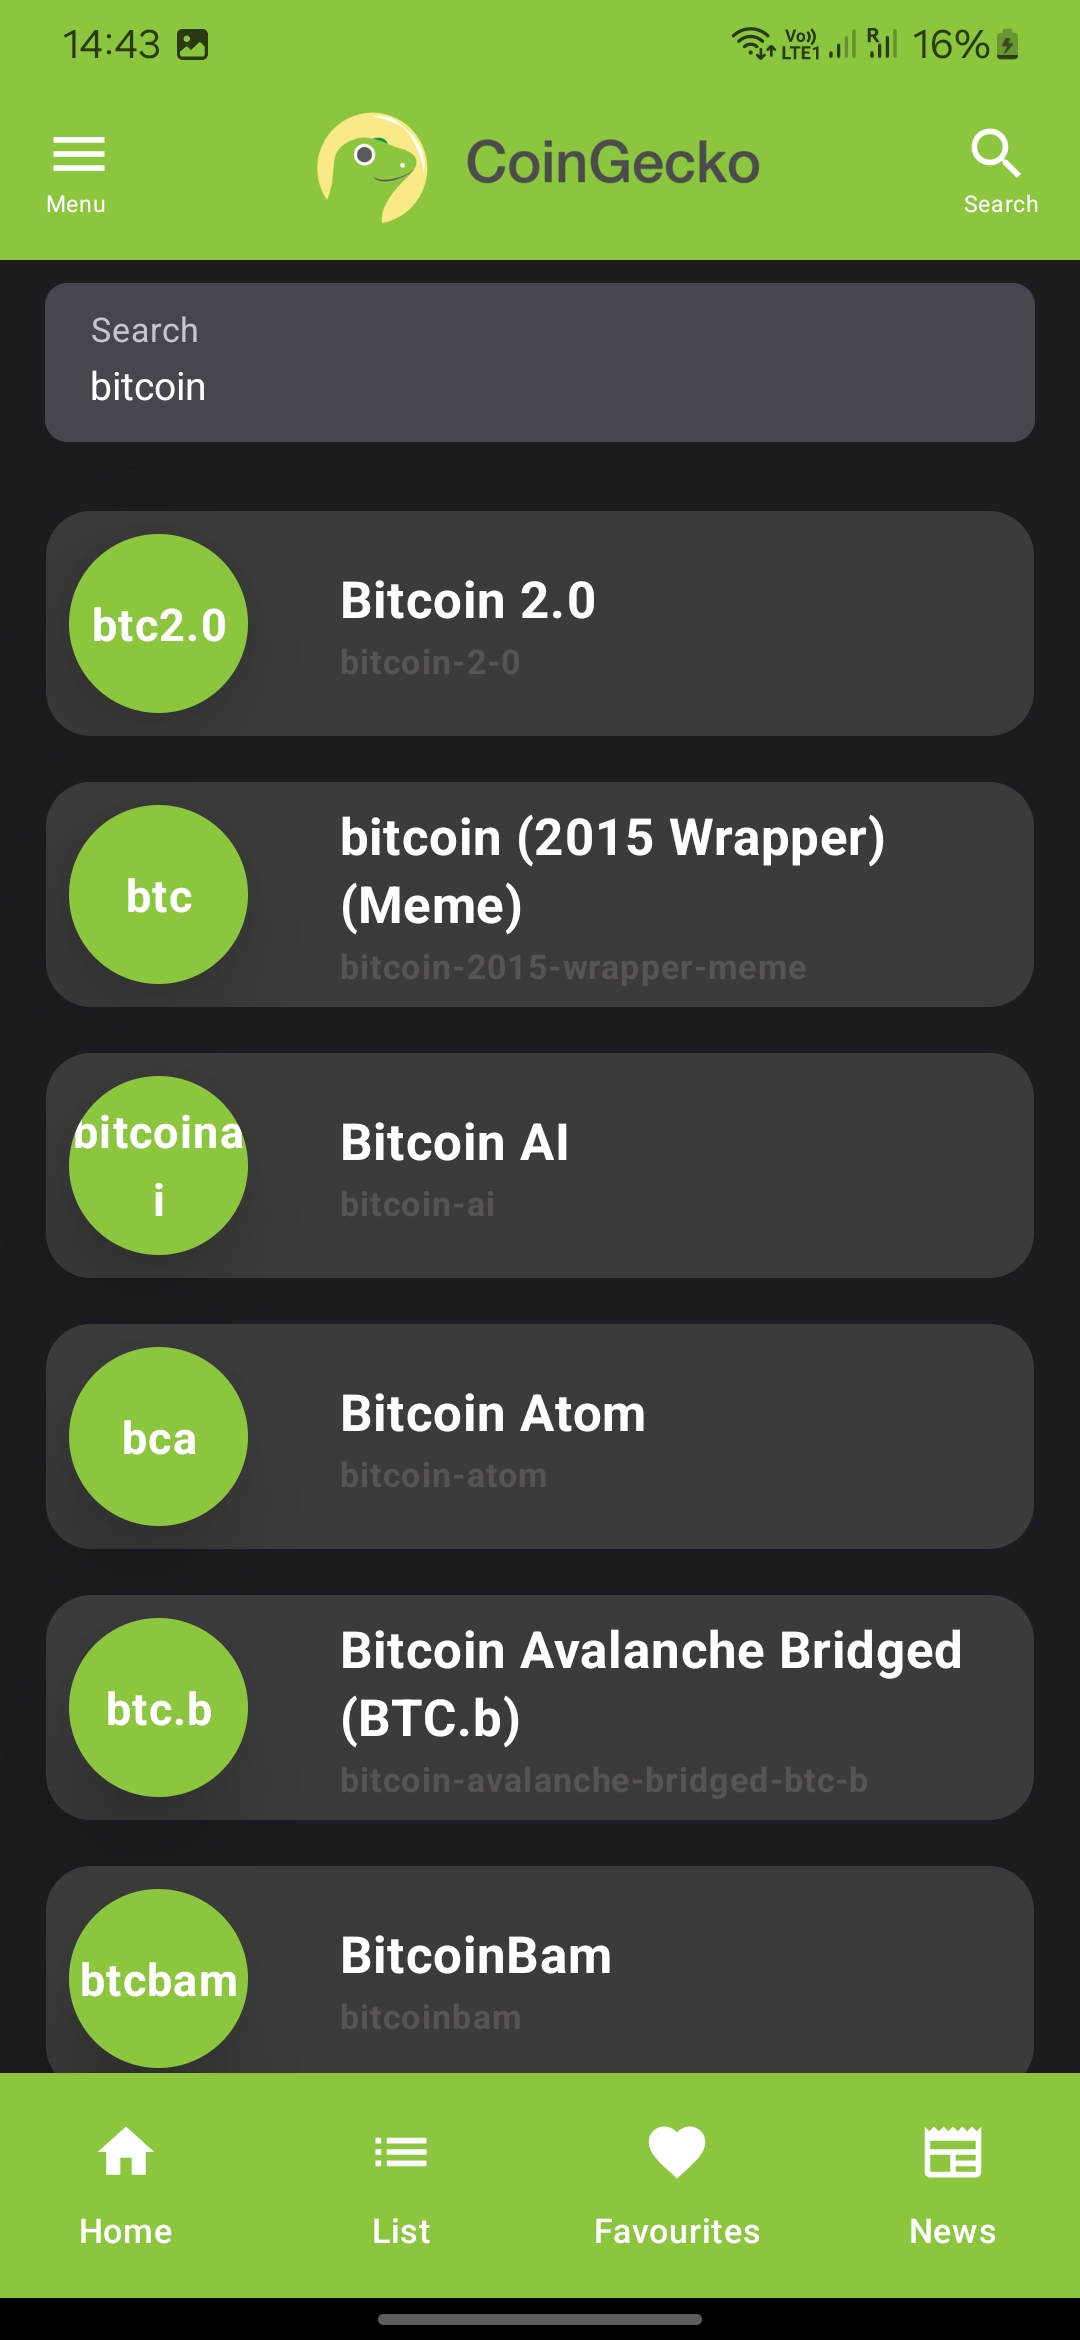 14:43
Vo)) LTE1 R 16%
Menu
CoinGecko
Search
Search
bitcoin
btc2.0
Bitcoin 2.0
bitcoin-2-0
btc
bitcoin (2015 Wrapper)
(Meme)
bitcoin-2015-wrapper-meme
bitcoina
i
Bitcoin AI
bitcoin-ai
bca
Bitcoin Atom
bitcoin-atom
btc.b
Bitcoin Avalanche Bridged
(BTC.b)
bitcoin-avalanche-bridged-btc-b
btcbam
BitcoinBam
bitcoinbam
Home
List
Favourites
News